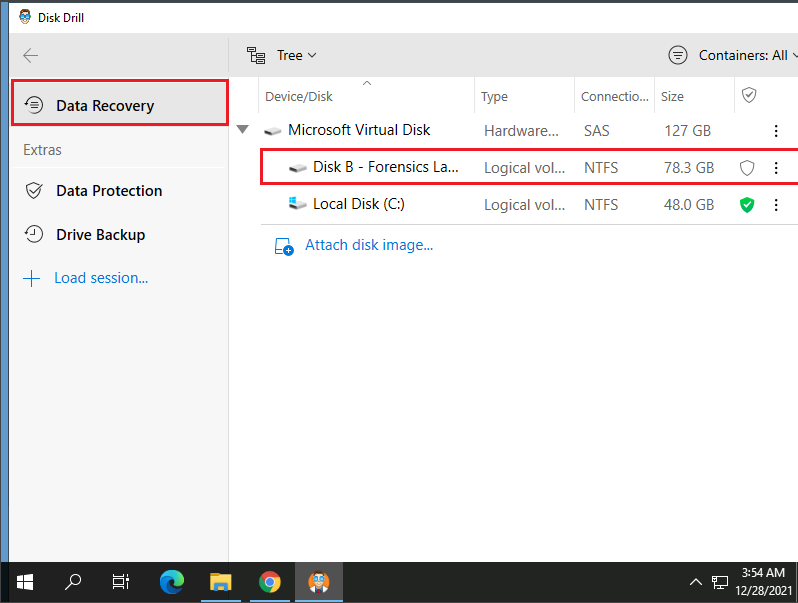 Disk Drill
Tree
Containers: All
Data Recovery
Device/Disk Type Connectio... Size
Microsoft Virtual Disk Hardware... SAS 127 GB
Extras
Disk B - Forensics La... Logical vol... NTFS 78.3 GB
Data Protection
Local Disk (C:) Logical vol... NTFS 48.0 GB
Drive Backup
Attach disk image...
Load session...
3:54 AM
12/28/2021